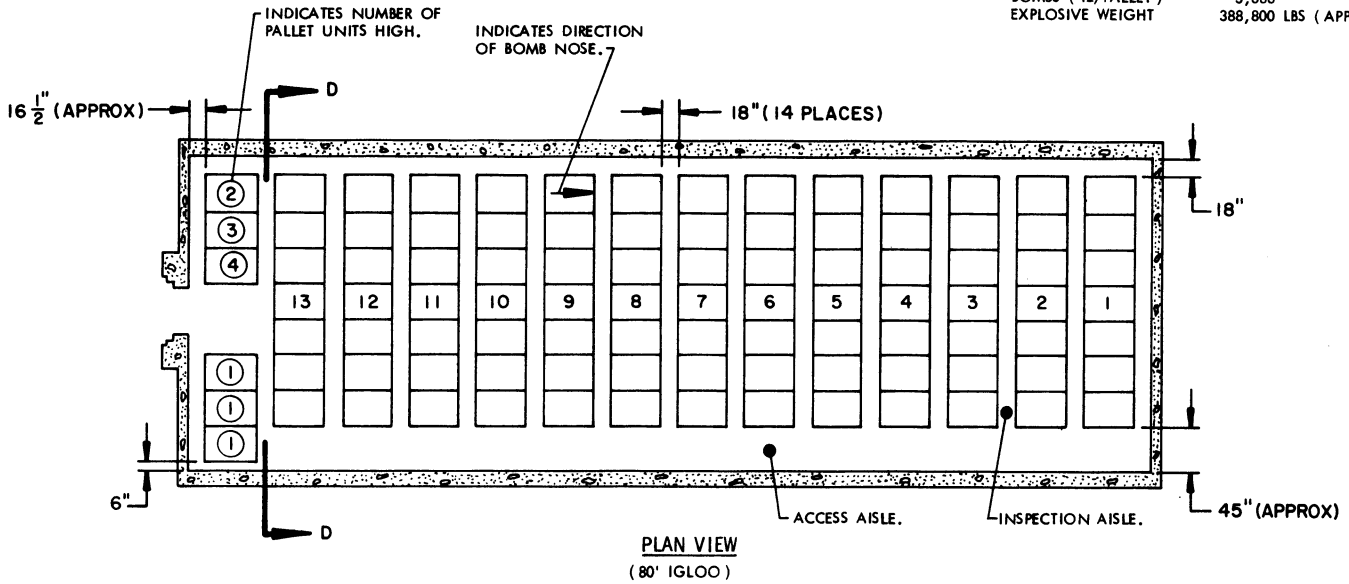 EXPLOSIVE WEIGHT 388,800 LBS
INDICATES NUMBER OF
PALLET UNITS HIGH.
INDICATES DIRECTION
OF BOMB NOSE.
D
16 1/2" (APPROX)
18" (14 PLACES)
2
3
4
18"
13 12 11 10 9 8 7 6 5 4 3 2 1
1
1
1
6"
D
ACCESS AISLE.
INSPECTION AISLE.
45" (APPROX)
PLAN VIEW
(80' IGLOO)